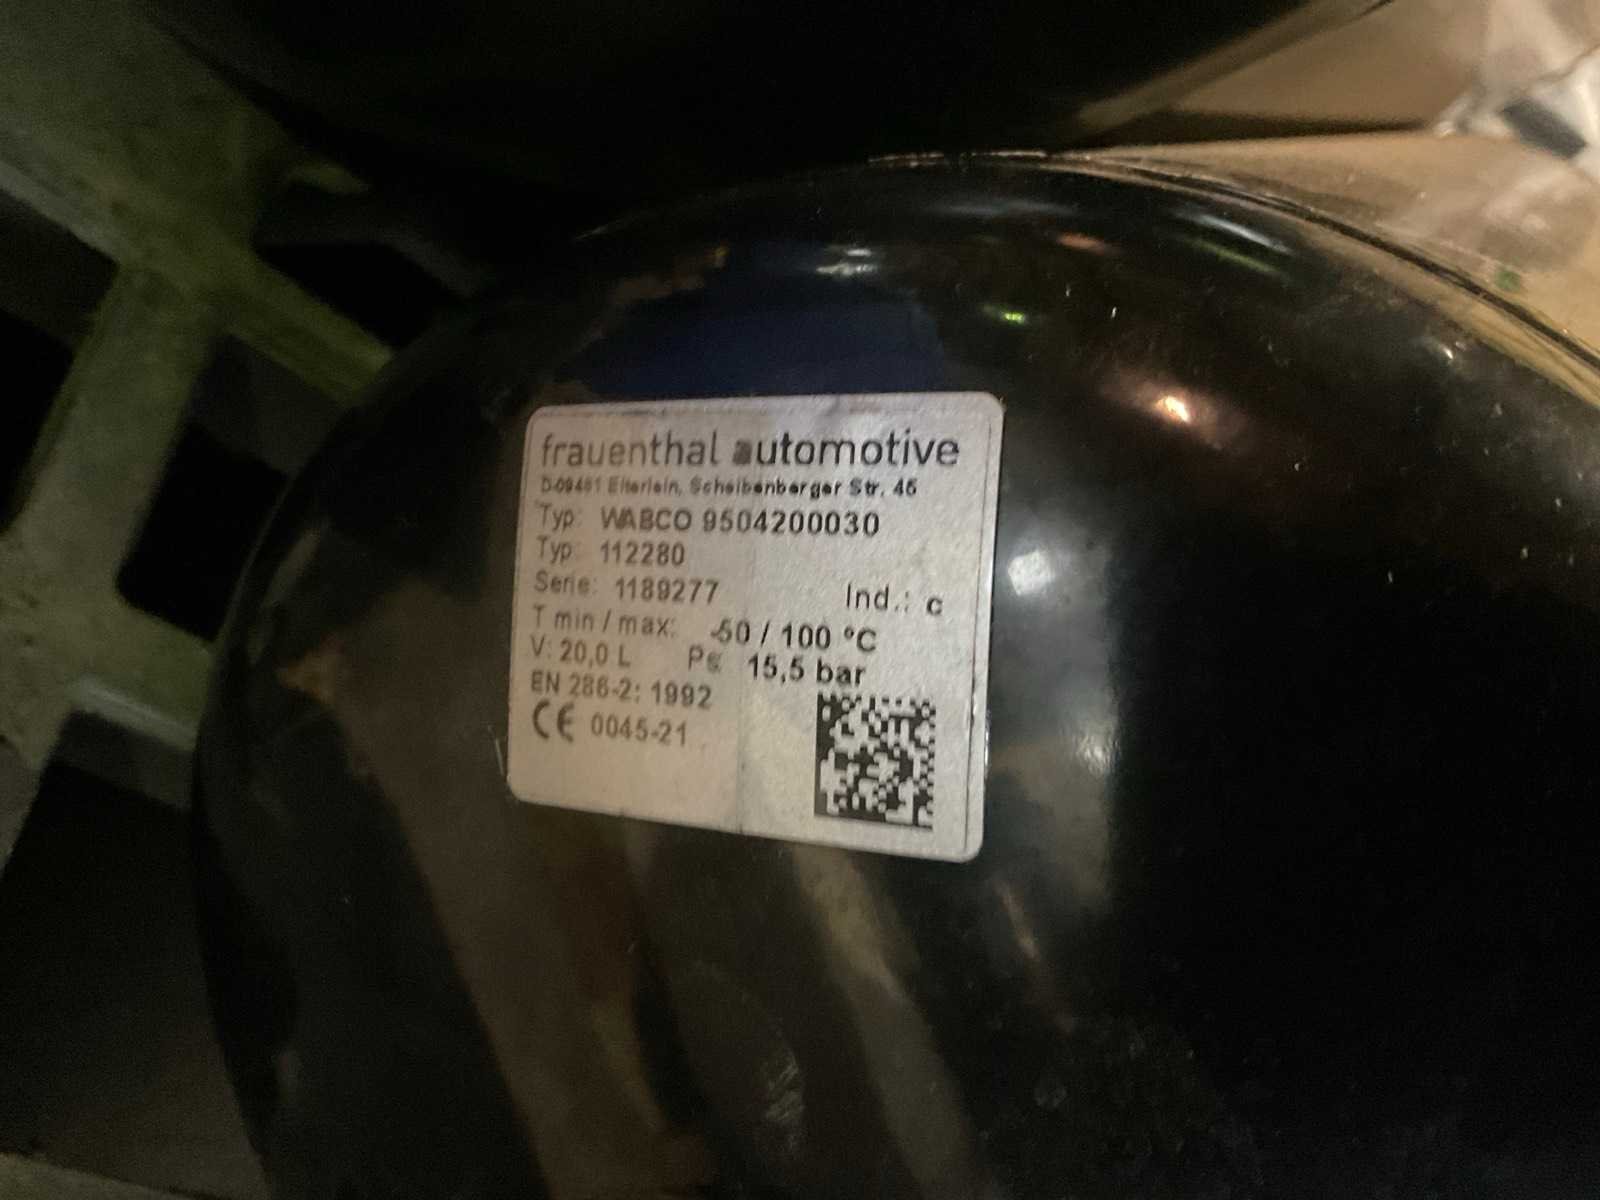 frauenthal automotive
D-09481 Elterlein, Scheibenberger Str. 45
Typ: WABCO 9504200030
Typ: 112280
Serie: 1189277 Ind.: c
T min / max: -50 / 100 °C
V: 20,0 L Ps: 15,5 bar
EN 286-2: 1992
CE 0045-21